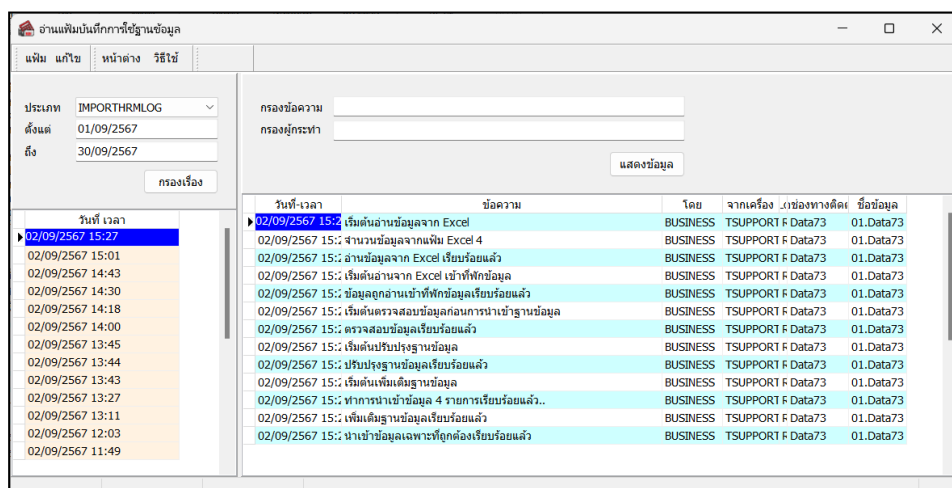 อ่านแฟ้มบันทึกการใช้ฐานข้อมูล
แฟ้ม แก้ไข หน้าต่าง วิธีใช้
ประเภท IMPORTHRMLOG
ตั้งแต่ 01/09/2567
ถึง 30/09/2567
กรองเรื่อง
วันที่ เวลา
02/09/2567 15:27
02/09/2567 15:01
02/09/2567 14:43
02/09/2567 14:30
02/09/2567 14:18
02/09/2567 14:00
02/09/2567 13:45
02/09/2567 13:44
02/09/2567 13:43
02/09/2567 13:27
02/09/2567 13:11
02/09/2567 12:03
02/09/2567 11:49
กรองข้อความ
กรองผู้กระทำ
แสดงข้อมูล
วันที่-เวลา ข้อความ โดย จากเครื่อง ช่องทางติดต่อ ชื่อข้อมูล
02/09/2567 15:2 เริ่มต้นอ่านข้อมูลจาก Excel BUSINESS TSUPPORT F Data73 01.Data73
02/09/2567 15:2 จำนวนข้อมูลจากแฟ้ม Excel 4 BUSINESS TSUPPORT F Data73 01.Data73
02/09/2567 15:2 อ่านข้อมูลจาก Excel เรียบร้อยแล้ว BUSINESS TSUPPORT F Data73 01.Data73
02/09/2567 15:2 เริ่มต้นอ่านจาก Excel เข้าที่พักข้อมูล BUSINESS TSUPPORT F Data73 01.Data73
02/09/2567 15:2 ข้อมูลถูกอ่านเข้าที่พักข้อมูลเรียบร้อยแล้ว BUSINESS TSUPPORT F Data73 01.Data73
02/09/2567 15:2 เริ่มต้นตรวจสอบข้อมูลก่อนการนำเข้าฐานข้อมูล BUSINESS TSUPPORT F Data73 01.Data73
02/09/2567 15:2 ตรวจสอบข้อมูลเรียบร้อยแล้ว BUSINESS TSUPPORT F Data73 01.Data73
02/09/2567 15:2 เริ่มต้นปรับปรุงฐานข้อมูล BUSINESS TSUPPORT F Data73 01.Data73
02/09/2567 15:2 ปรับปรุงฐานข้อมูลเรียบร้อยแล้ว BUSINESS TSUPPORT F Data73 01.Data73
02/09/2567 15:2 เริ่มต้นเพิ่มเติมฐานข้อมูล BUSINESS TSUPPORT F Data73 01.Data73
02/09/2567 15:2 ทำการนำเข้าข้อมูล 4 รายการเรียบร้อยแล้ว.. BUSINESS TSUPPORT F Data73 01.Data73
02/09/2567 15:2 เพิ่มเติมฐานข้อมูลเรียบร้อยแล้ว BUSINESS TSUPPORT F Data73 01.Data73
02/09/2567 15:2 นำเข้าข้อมูลเฉพาะที่ถูกต้องเรียบร้อยแล้ว BUSINESS TSUPPORT F Data73 01.Data73